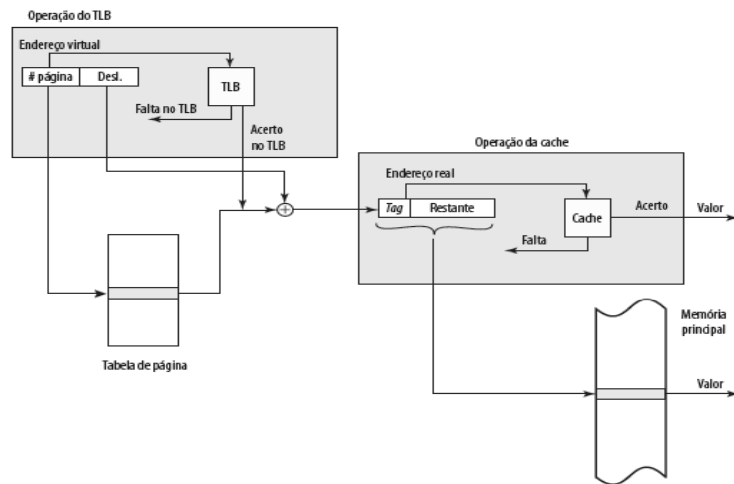 Operação do TLB
Endereço virtual
# página
Desl.
TLB
Falta no TLB
Acerto
no TLB
Operação da cache
Endereço real
Tag
Restante
Cache
Acerto
Valor
Falta
Tabela de página
Memória
principal
Valor